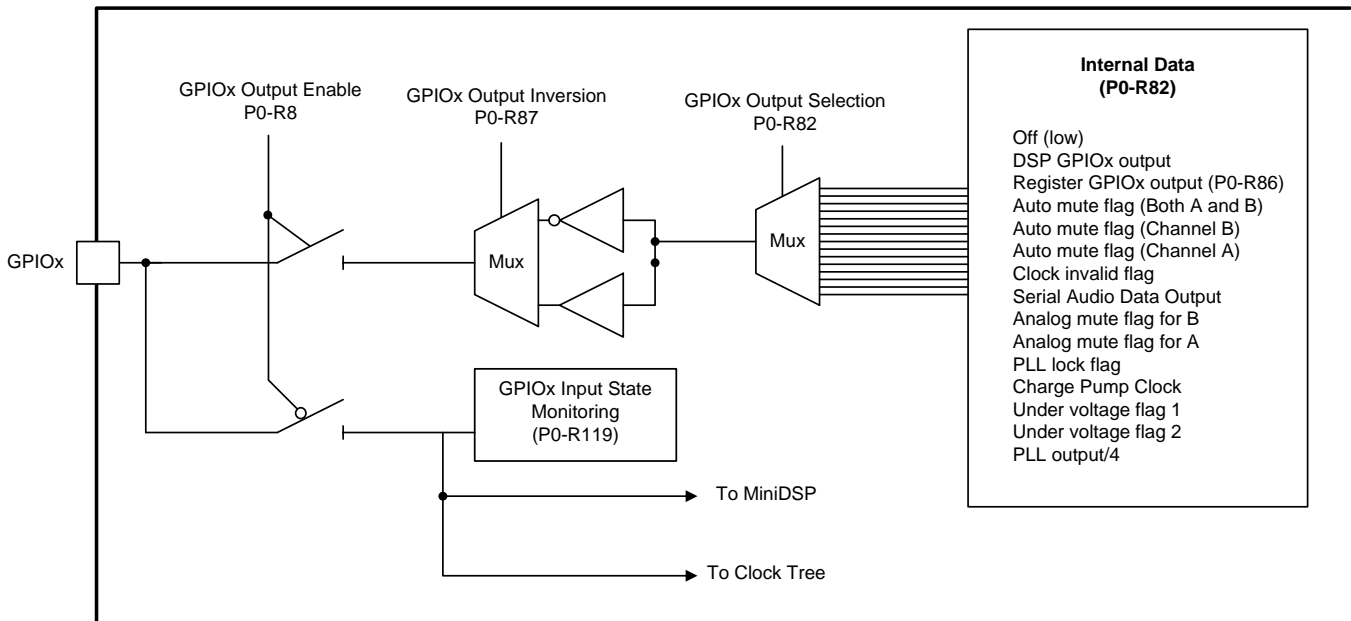 GPIOx Output Enable
P0-R8
GPIOx Output Inversion
P0-R87
GPIOx Output Selection
P0-R82
Internal Data
(P0-R82)
Off (low)
DSP GPIOx output
Register GPIOx output (P0-R86)
Auto mute flag (Both A and B)
Auto mute flag (Channel B)
Auto mute flag (Channel A)
Clock invalid flag
Serial Audio Data Output
Analog mute flag for B
Analog mute flag for A
PLL lock flag
Charge Pump Clock
Under voltage flag 1
Under voltage flag 2
PLL output/4
GPIOx
Mux
Mux
GPIOx Input State
Monitoring
(P0-R119)
To MiniDSP
To Clock Tree